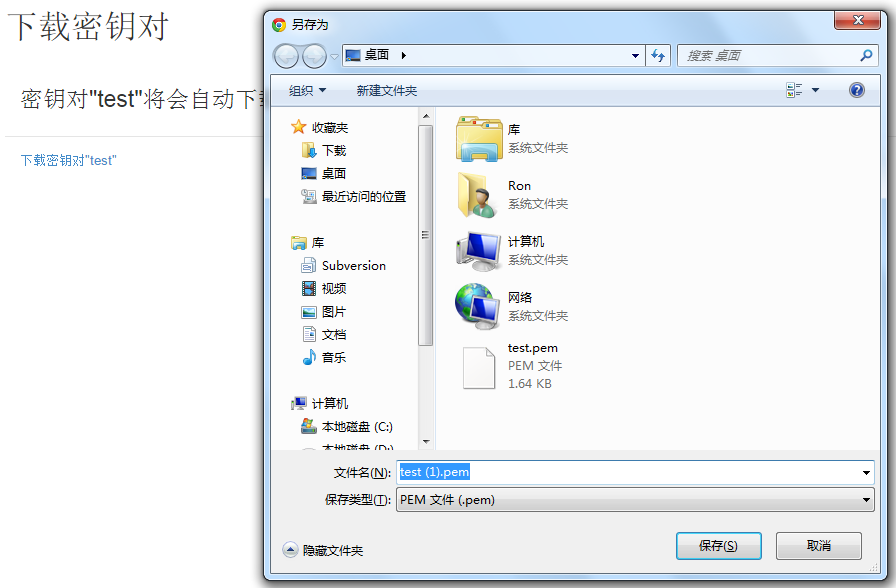 下载密钥对
密钥对"test"将会自动下载
下载密钥对"test"
另存为
桌面
搜索 桌面
组织
新建文件夹
收藏夹
下载
桌面
最近访问的位置
库
Subversion
视频
图片
文档
音乐
计算机
本地磁盘 (C:)
本地磁盘 (D:)
库
系统文件夹
Ron
系统文件夹
计算机
系统文件夹
网络
系统文件夹
test.pem
PEM 文件
1.64 KB
文件名(N):
test (1).pem
保存类型(T):
PEM 文件 (.pem)
隐藏文件夹
保存(S)
取消